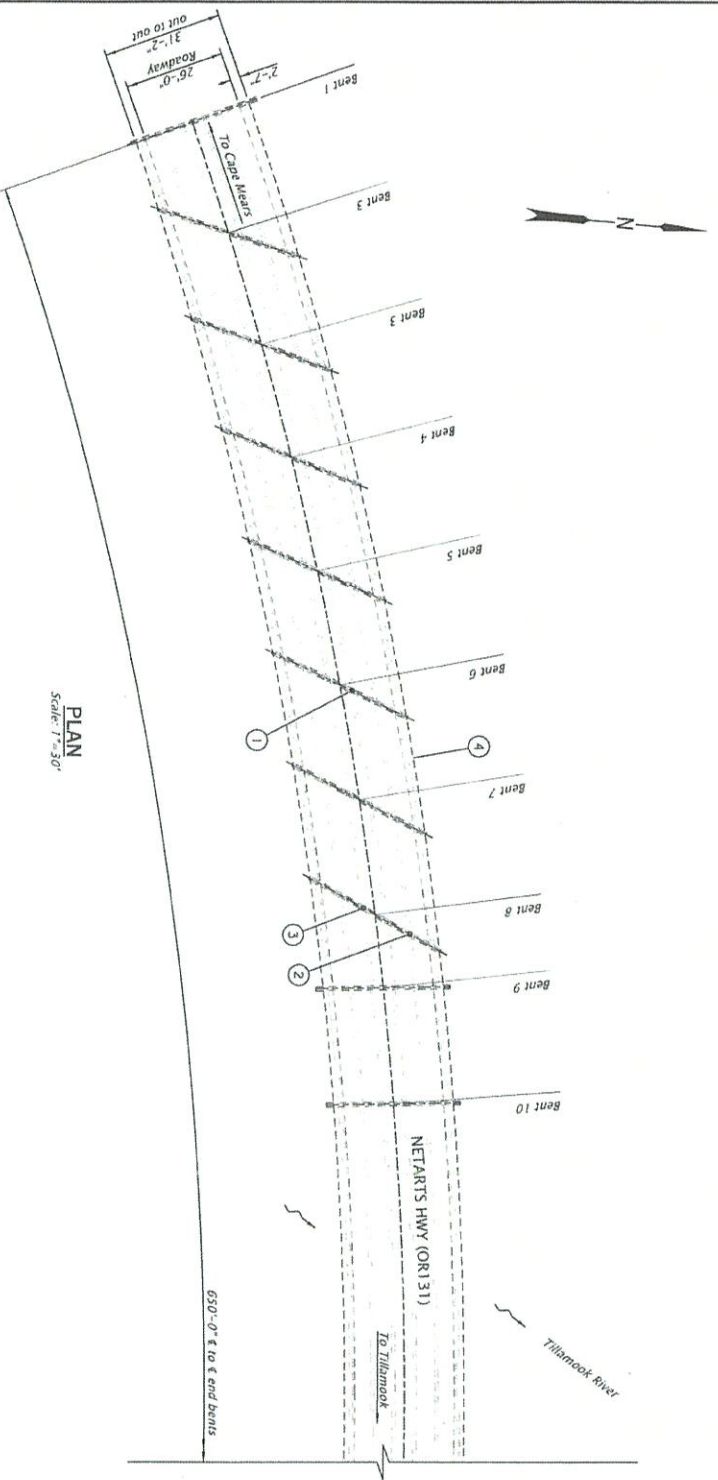 31'-2"
out to out
26'-0"
Roadway
2'-7"
Bent 1
To Cape Mears
Bent 3
Bent 3
Bent 4
Bent 5
Bent 6
Bent 7
Bent 8
Bent 9
Bent 10
N
1
4
3
2
NETARTS HWY (OR131)
To Tillamook
Tillamook River
650'-0" ℄ to ℄ end bents
PLAN
Scale: 1"=30'